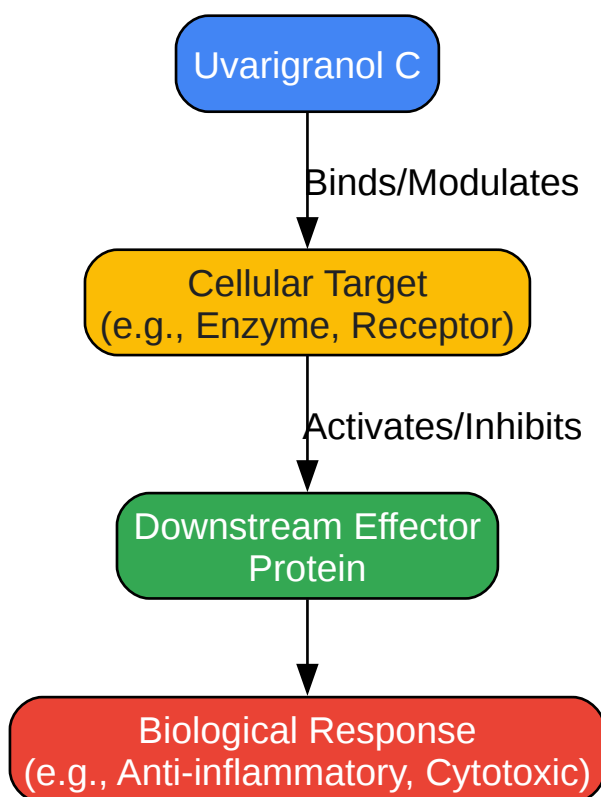 Uvarigranol C
Binds/Modulates
Cellular Target
(e.g., Enzyme, Receptor)
Activates/Inhibits
Downstream Effector
Protein
Biological Response
(e.g., Anti-inflammatory, Cytotoxic)